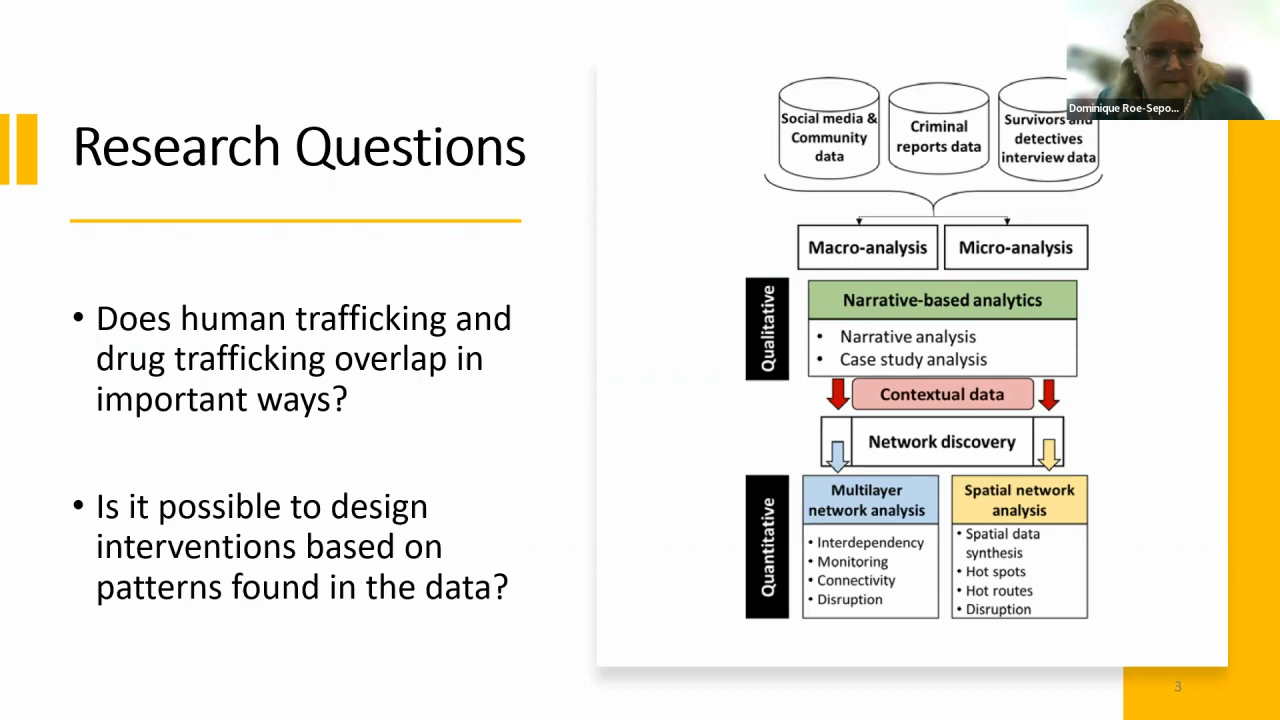 Research Questions
• Does human trafficking and
drug trafficking overlap in
important ways?
• Is it possible to design
interventions based on
patterns found in the data?
Social media &
Community
data
Criminal
reports data
Survivors and
detectives
interview data
Dominique Roe-Sepo...
Macro-analysis
Micro-analysis
Qualitative
Narrative-based analytics
• Narrative analysis
• Case study analysis
Contextual data
Network discovery
Quantitative
Multilayer
network analysis
• Interdependency
• Monitoring
• Connectivity
• Disruption
Spatial network
analysis
• Spatial data
synthesis
• Hot spots
• Hot routes
• Disruption
3